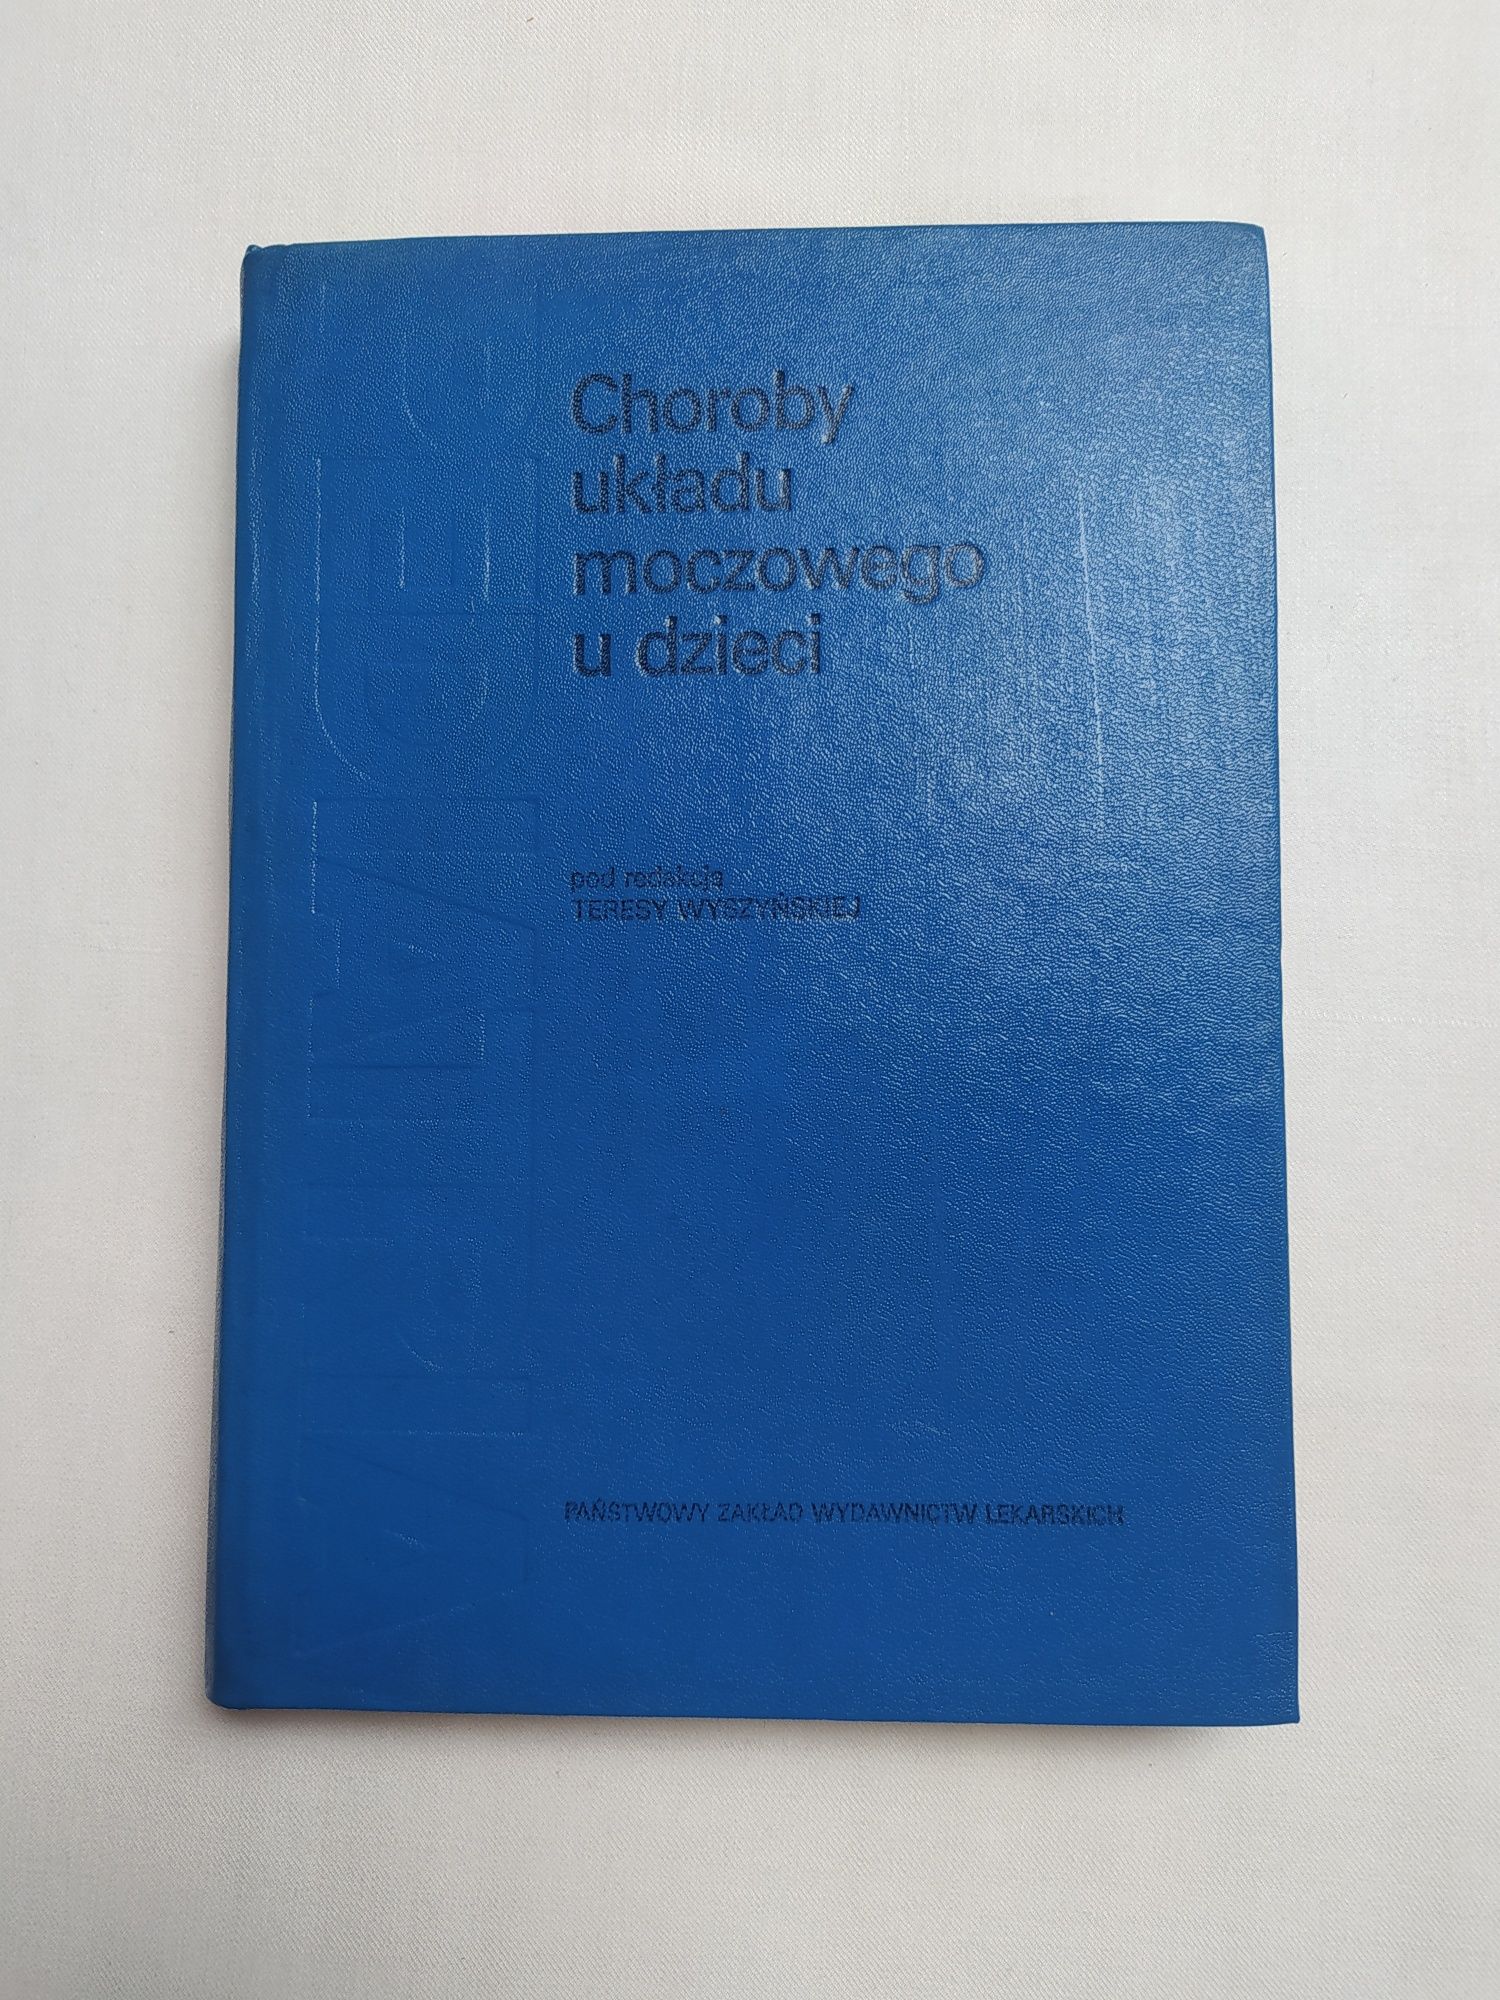 Choroby
układu
moczowego
u dzieci
pod redakcją
TERESY WYSZYŃSKIEJ
PAŃSTWOWY ZAKŁAD WYDAWNICTW LEKARSKICH